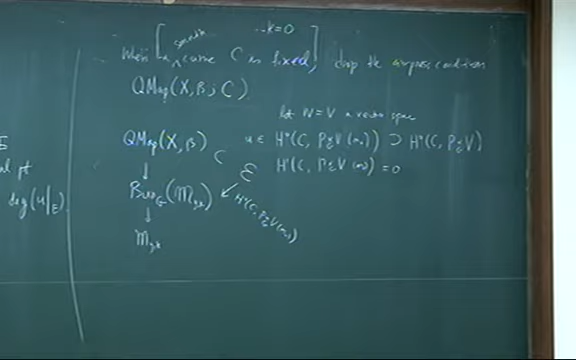 k=0
smooth
When [a curve C is fixed], drop the ampleness condition
QMap(X, β; C)
let W=V a vector space
QMap(X, β)
u ∈ H⁰(C, P×_G V(m)) ⊃ H⁰(C, P×_G V)
H¹(C, P×_G V(m)) = 0
C ℰ
↓
Bun_G(𝔐_{g,k})
H⁰(C, P×_G V(m))
↓
𝔐_{g,k}
pt
deg(u|_E)